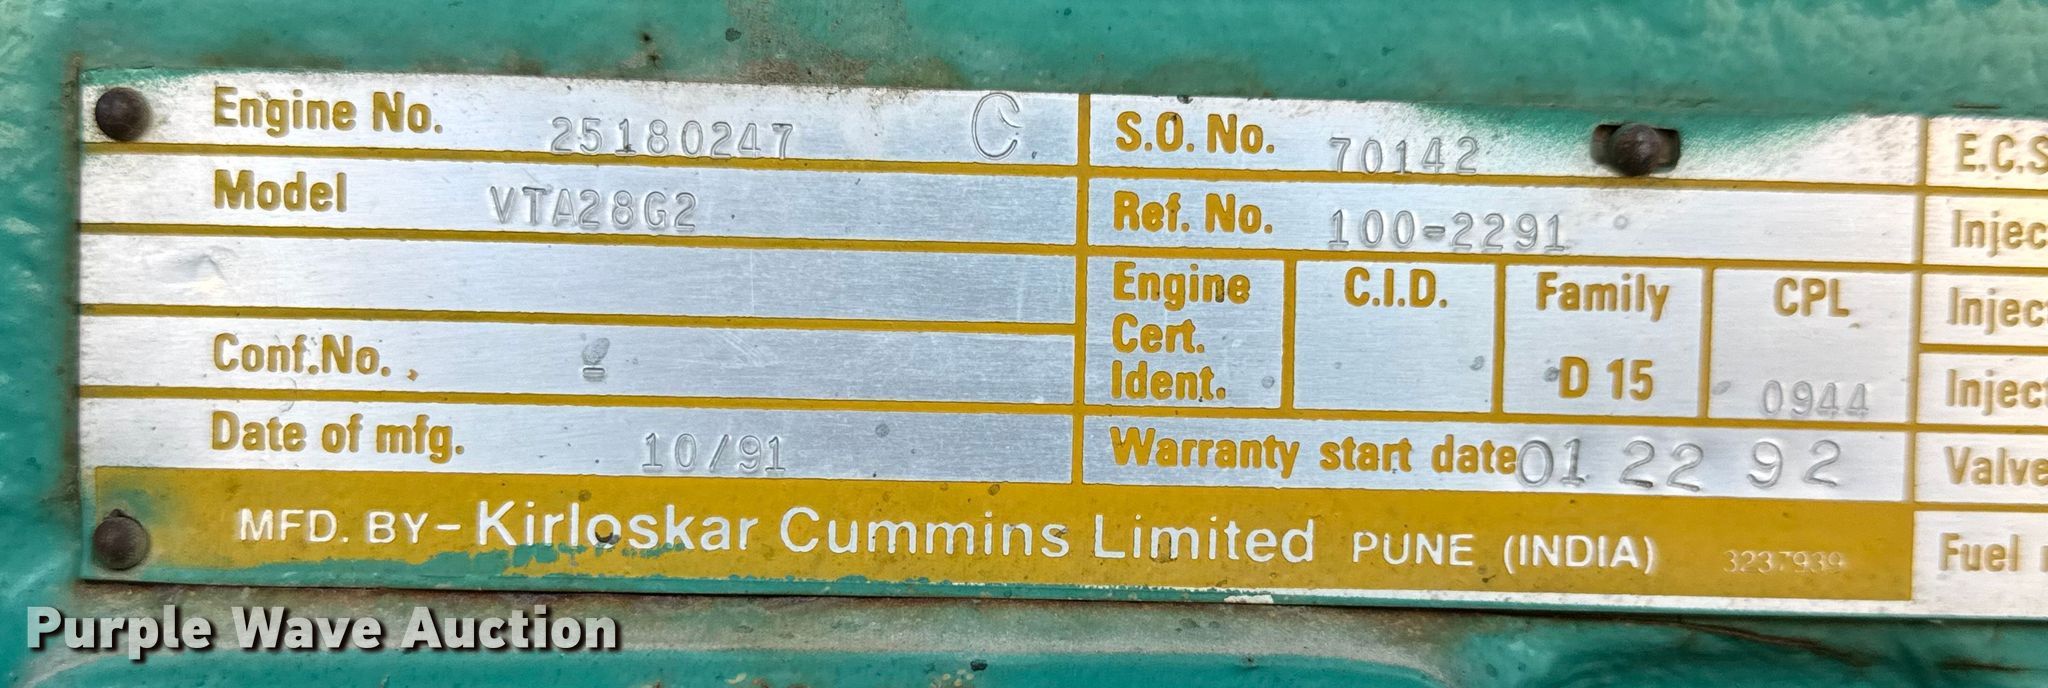 Engine No. 25180247 C
Model VTA28G2
Conf.No.
Date of mfg. 10/91
S.O. No. 70142
Ref. No. 100-2291
Engine Cert. Ident.
C.I.D.
Family D 15
CPL 0944
Warranty start date 01 22 92
E.C.S
Injec
Injec
Inject
Valve
Fuel
MFD. BY - Kirloskar Cummins Limited PUNE (INDIA) 3237939
Purple Wave Auction